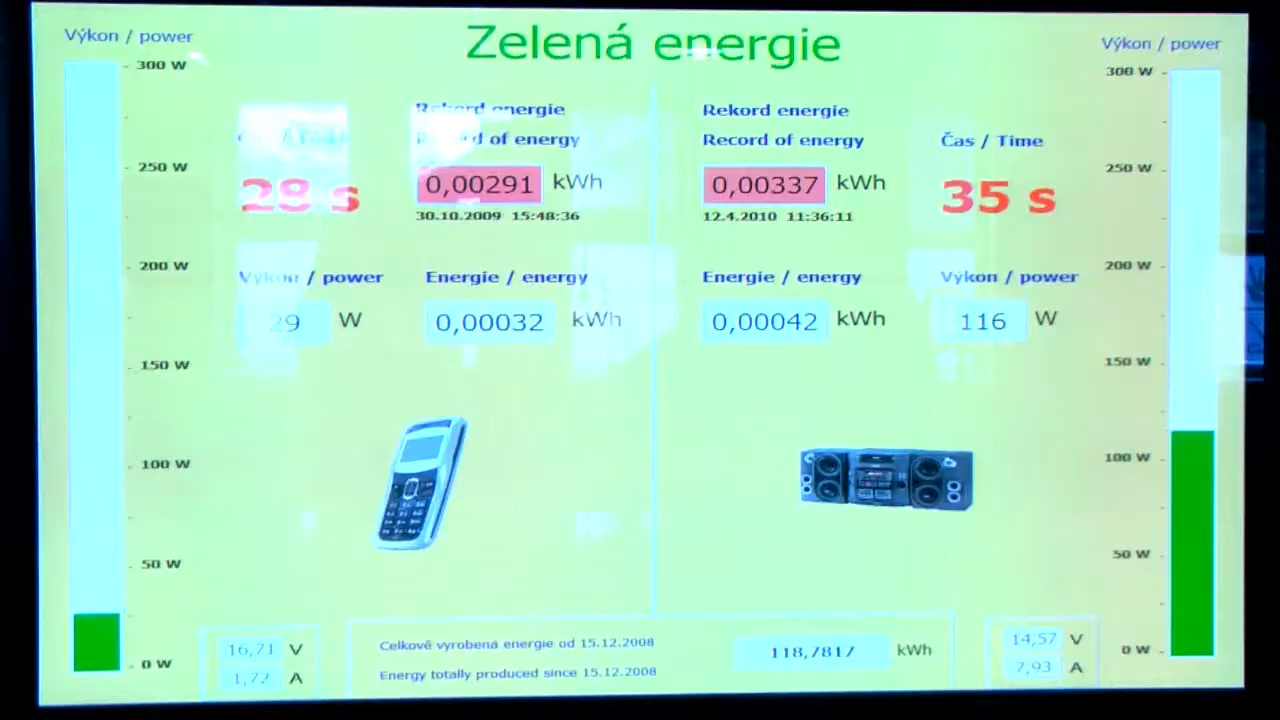 Zelená energie
Výkon / power
300 W
250 W
200 W
150 W
100 W
50 W
0 W
28 s
Rekord energie
Record of energy
0,00291 kWh
30.10.2009 15:48:36
Výkon / power
29 W
Energie / energy
0,00032 kWh
Rekord energie
Record of energy
0,00337 kWh
12.4.2010 11:36:11
Čas / Time
35 s
Energie / energy
0,00042 kWh
Výkon / power
116 W
Výkon / power
300 W
250 W
200 W
150 W
100 W
50 W
0 W
16,71 V
1,72 A
Celkově vyrobená energie od 15.12.2008
Energy totally produced since 15.12.2008
118,7817 kWh
14,57 V
7,93 A